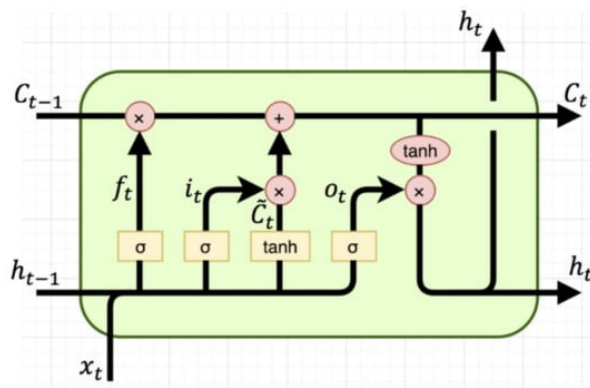 h_t
C_{t-1} × + C_t
tanh
f_t i_t × o_t ×
C̃_t
σ σ tanh σ
h_{t-1} h_t
x_t